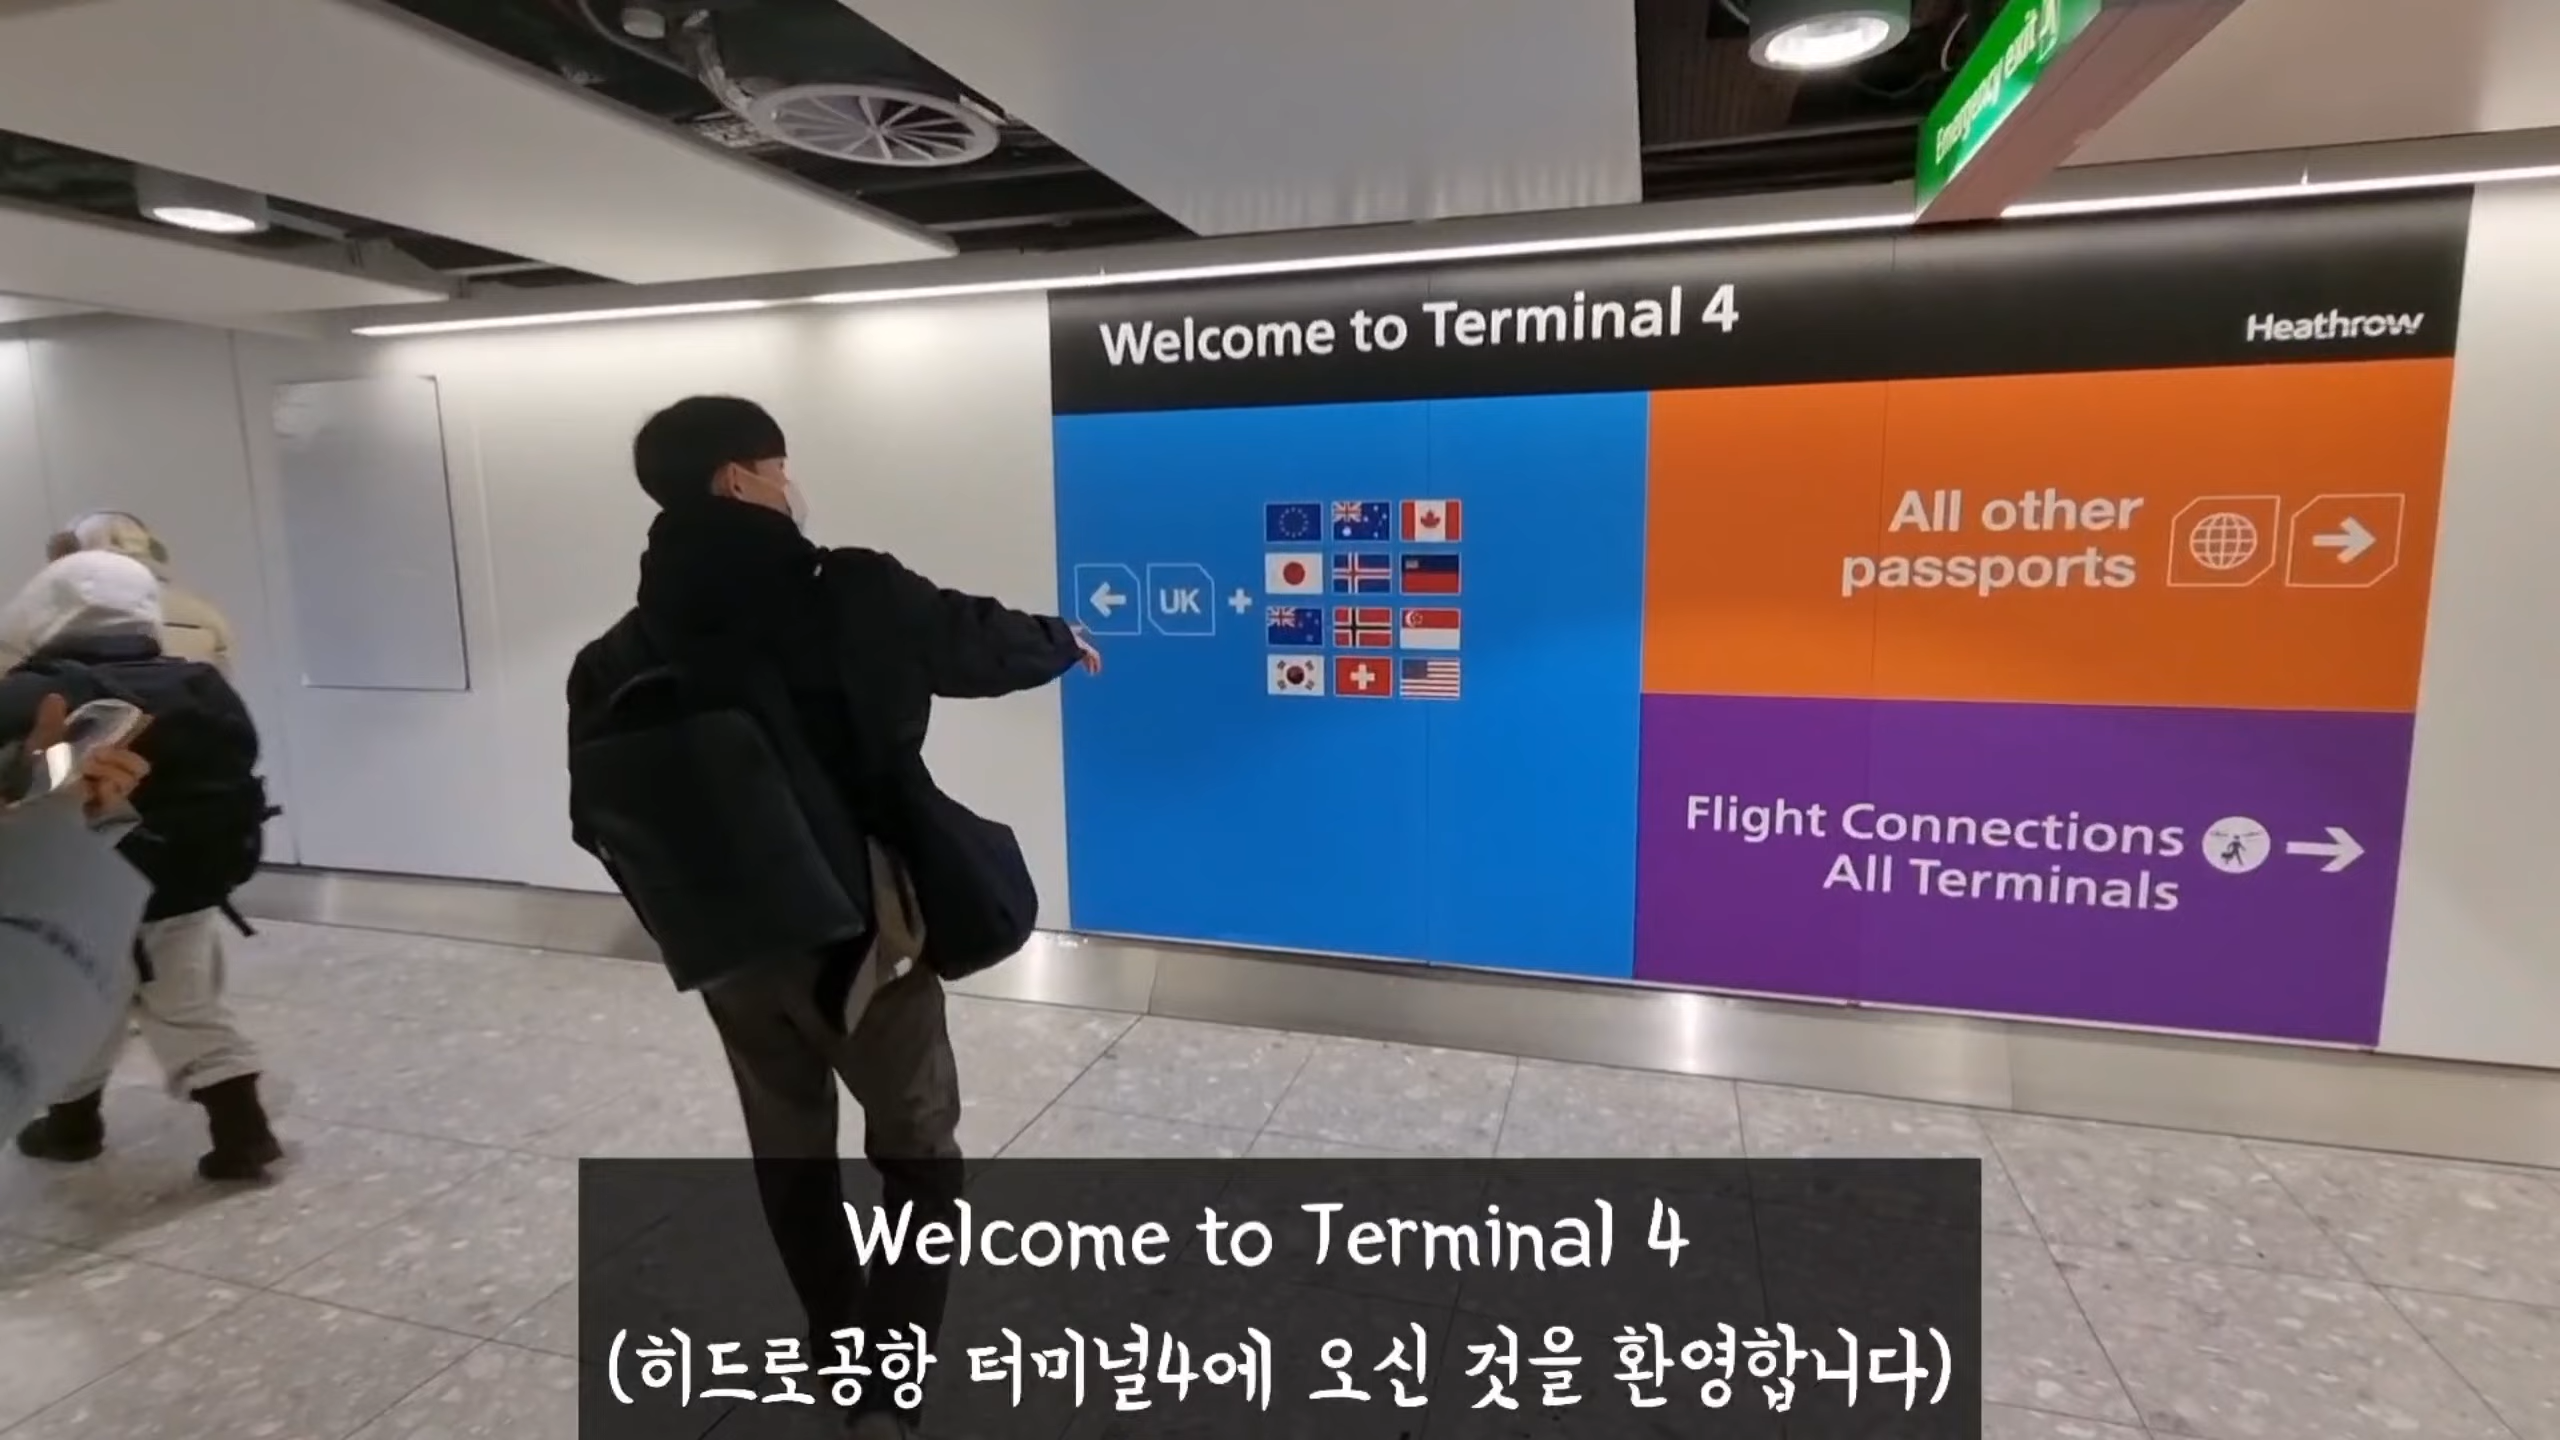 Emergency exit
Welcome to Terminal 4
Heathrow
UK +
All other
passports
Flight Connections
All Terminals
Welcome to Terminal 4
(히드로공항 터미널4에 오신 것을 환영합니다)